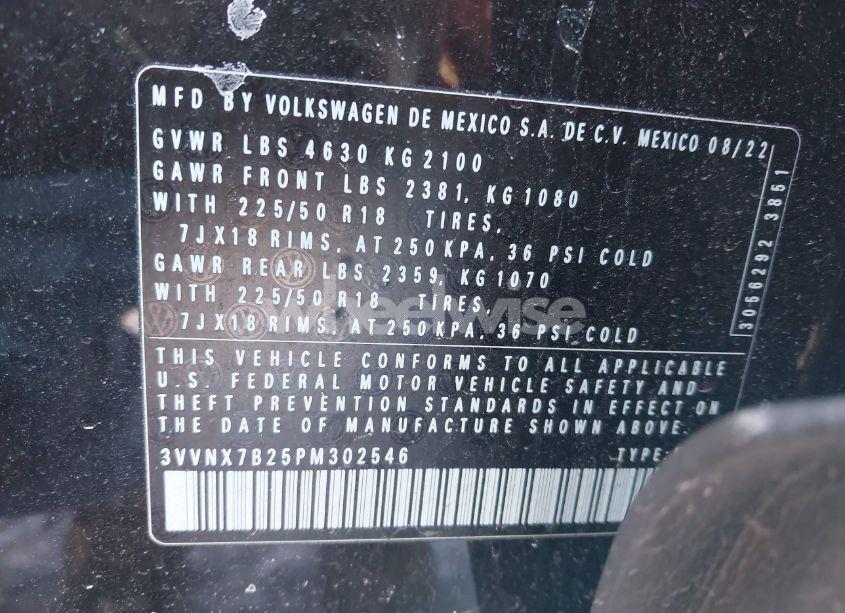 MFD BY VOLKSWAGEN DE MEXICO S.A. DE C.V. MEXICO 08/22
GVWR LBS 4630 KG 2100
GAWR FRONT LBS 2381, KG 1080
WITH 225/50 R18 TIRES,
7JX18 RIMS, AT 250 KPA, 36 PSI COLD
GAWR REAR LBS 2359, KG 1070
WITH 225/50 R18 TIRES,
7JX18 RIMS, AT 250 KPA, 36 PSI COLD
3056292 3851
wheelwise
THIS VEHICLE CONFORMS TO ALL APPLICABLE
U.S. FEDERAL MOTOR VEHICLE SAFETY AND
THEFT PREVENTION STANDARDS IN EFFECT ON
THE DATE OF MANUFACTURE SHOWN ABOVE.
3VVNX7B25PM302546 TYPE: